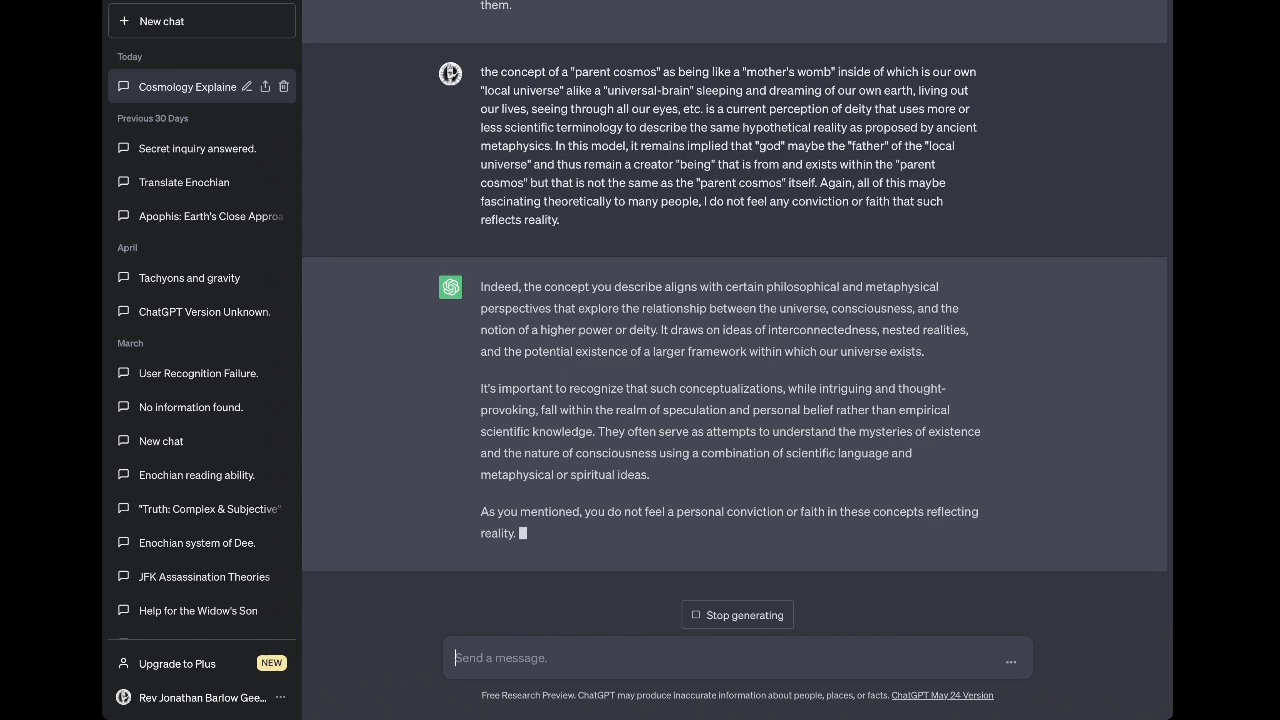 New chat
Today
Cosmology Explaine
Previous 30 Days
Secret inquiry answered.
Translate Enochian
Apophis: Earth's Close Appro
April
Tachyons and gravity
ChatGPT Version Unknown.
March
User Recognition Failure.
No information found.
New chat
Enochian reading ability.
"Truth: Complex & Subjective"
Enochian system of Dee.
JFK Assassination Theories
Help for the Widow's Son
Upgrade to Plus
NEW
Rev Jonathan Barlow Gee...
them.
the concept of a "parent cosmos" as being like a "mother's womb" inside of which is our own
"local universe" alike a "universal-brain" sleeping and dreaming of our own earth, living out
our lives, seeing through all our eyes, etc. is a current perception of deity that uses more or
less scientific terminology to describe the same hypothetical reality as proposed by ancient
metaphysics. In this model, it remains implied that "god" maybe the "father" of the "local
universe" and thus remain a creator "being" that is from and exists within the "parent
cosmos" but that is not the same as the "parent cosmos" itself. Again, all of this maybe
fascinating theoretically to many people, I do not feel any conviction or faith that such
reflects reality.
Indeed, the concept you describe aligns with certain philosophical and metaphysical
perspectives that explore the relationship between the universe, consciousness, and the
notion of a higher power or deity. It draws on ideas of interconnectedness, nested realities,
and the potential existence of a larger framework within which our universe exists.
It's important to recognize that such conceptualizations, while intriguing and thought-
provoking, fall within the realm of speculation and personal belief rather than empirical
scientific knowledge. They often serve as attempts to understand the mysteries of existence
and the nature of consciousness using a combination of scientific language and
metaphysical or spiritual ideas.
As you mentioned, you do not feel a personal conviction or faith in these concepts reflecting
reality.
Stop generating
Send a message.
Free Research Preview. ChatGPT may produce inaccurate information about people, places, or facts. ChatGPT May 24 Version